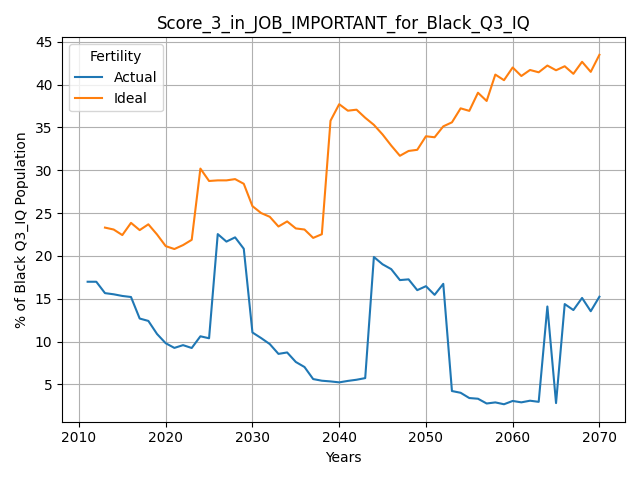 Score_3_in_JOB_IMPORTANT_for_Black_Q3_IQ
Fertility
Actual
Ideal
% of Black Q3_IQ Population
45
40
35
30
25
20
15
10
5
2010 2020 2030 2040 2050 2060 2070
Years